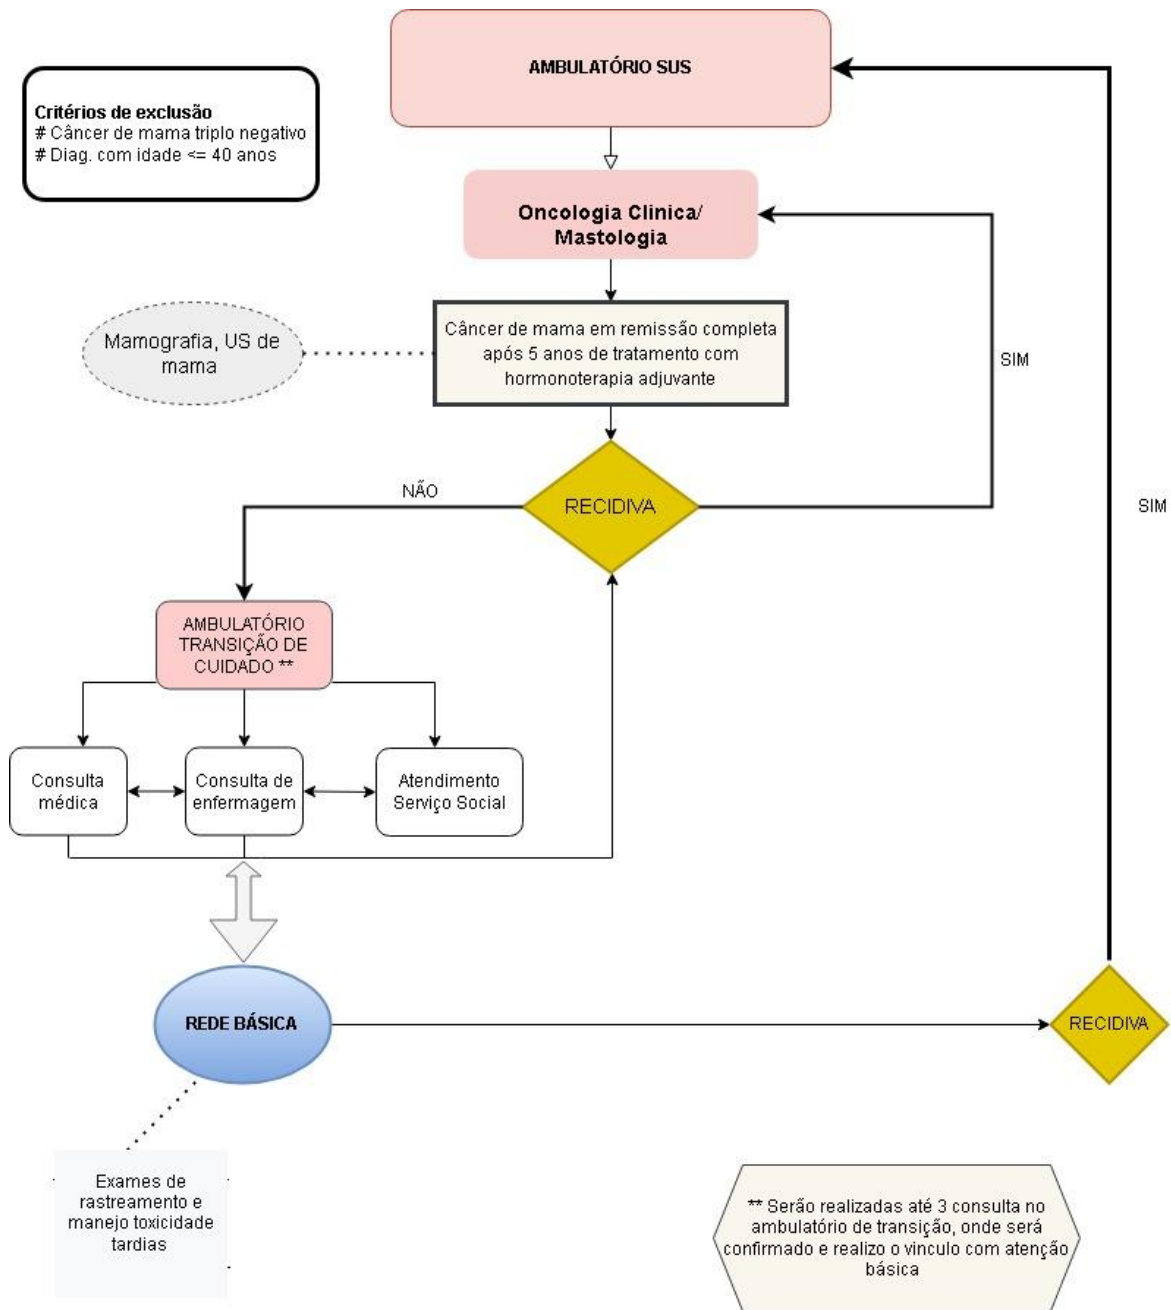 AMBULATÓRIO SUS
Critérios de exclusão
# Câncer de mama triplo negativo
# Diag. com idade <= 40 anos
Oncologia Clinica/
Mastologia
Mamografia, US de
mama
Câncer de mama em remissão completa
após 5 anos de tratamento com
hormonoterapia adjuvante
SIM
NÃO
RECIDIVA
SIM
AMBULATÓRIO
TRANSIÇÃO DE
CUIDADO **
Consulta
médica
Consulta de
enfermagem
Atendimento
Serviço Social
REDE BÁSICA
RECIDIVA
Exames de
rastreamento e
manejo toxicidade
tardias
** Serão realizadas até 3 consulta no
ambulatório de transição, onde será
confirmado e realizo o vinculo com atenção
básica